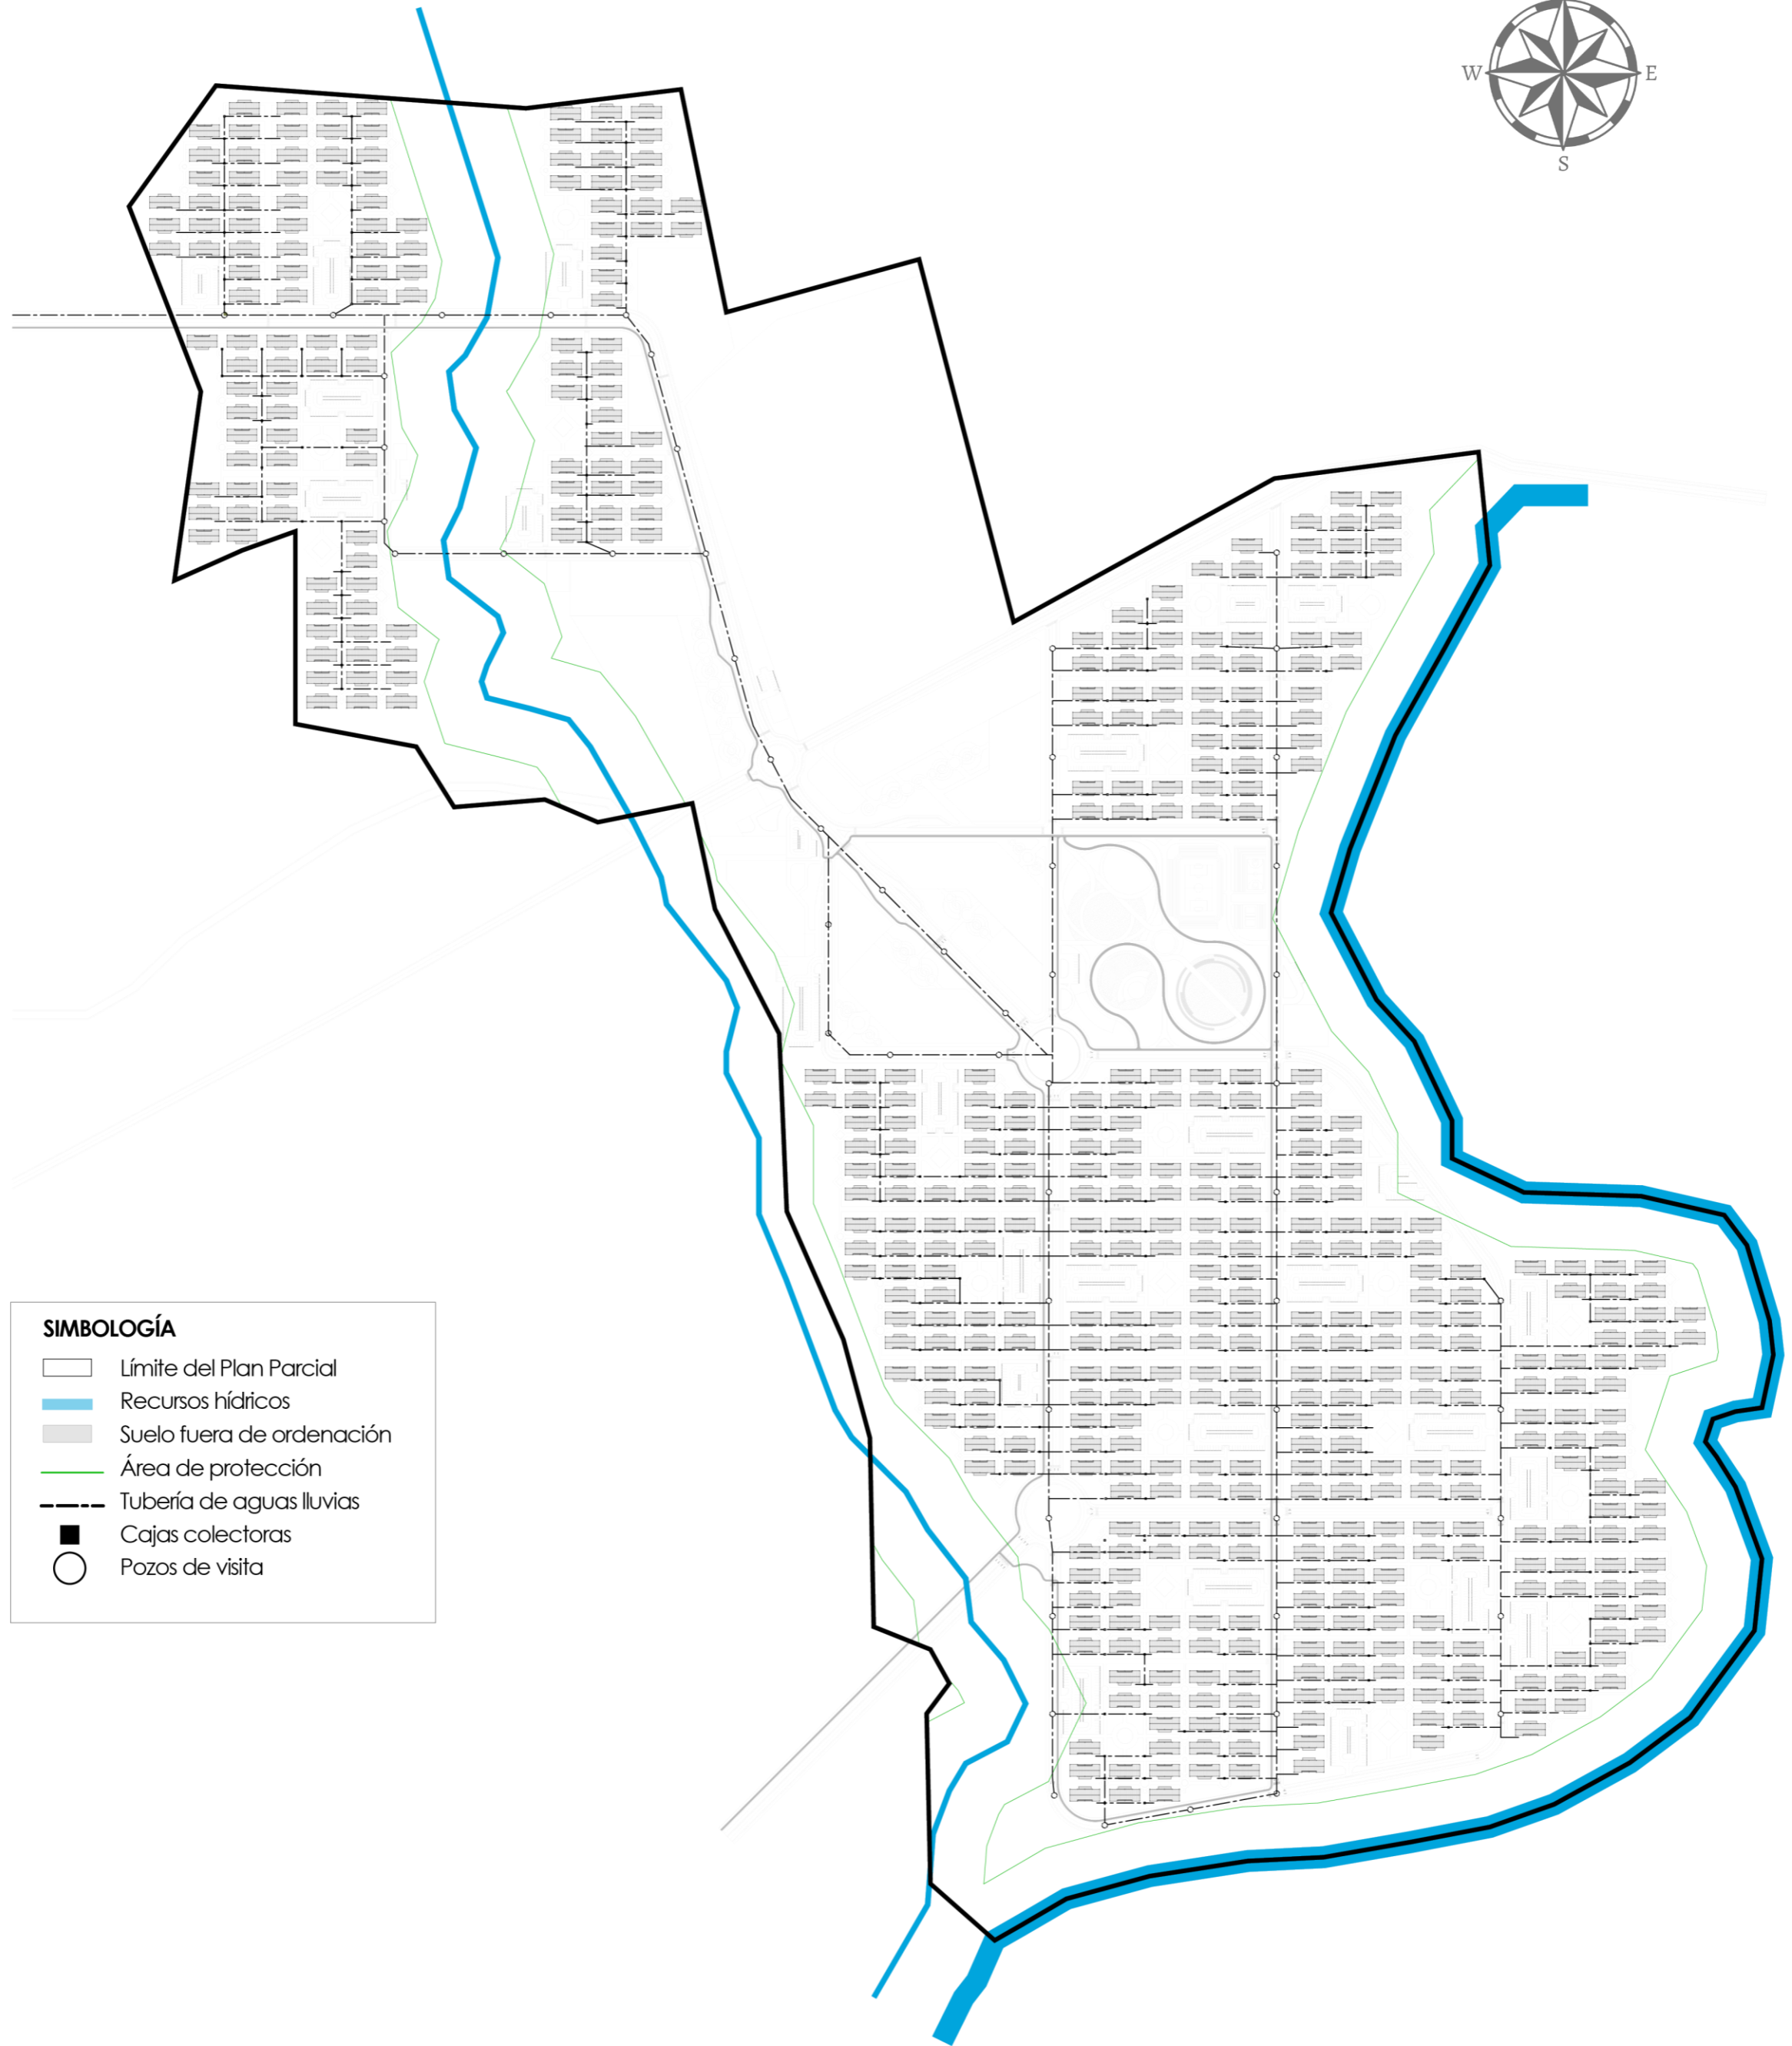 W
E
S
SIMBOLOGÍA
Límite del Plan Parcial
Recursos hídricos
Suelo fuera de ordenación
Área de protección
Tubería de aguas lluvias
Cajas colectoras
Pozos de visita